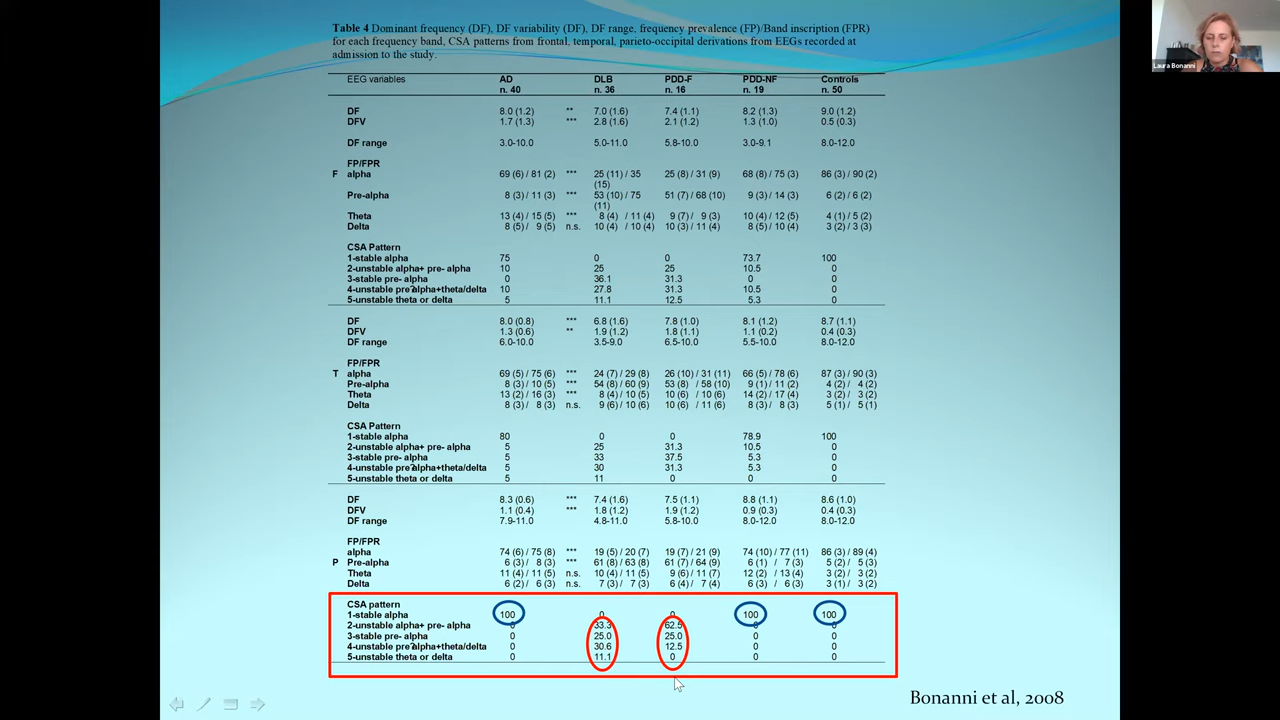 Table 4 Dominant frequency (DF), DF variability (DF), DF range, frequency prevalence (FP)/Band inscription (FPR)
for each frequency band, CSA patterns from frontal, temporal, parieto-occipital derivations from EEGs recorded at
admission to the study.
EEG variables AD DLB PDD-F PDD-NF Controls
n. 40 n. 36 n. 16 n. 19 n. 50
DF 8.0 (1.2) ** 7.0 (1.6) 7.4 (1.1) 8.2 (1.3) 9.0 (1.2)
DFV 1.7 (1.3) *** 2.8 (1.6) 2.1 (1.2) 1.3 (1.0) 0.5 (0.3)
DF range 3.0-10.0 5.0-11.0 5.8-10.0 3.0-9.1 8.0-12.0
FP/FPR
F alpha 69 (6) / 81 (2) *** 25 (11) / 35 25 (8) / 31 (9) 68 (8) / 75 (3) 86 (3) / 90 (2)
(15)
Pre-alpha 8 (3) / 11 (3) *** 53 (10) / 75 51 (7) / 68 (10) 9 (3) / 14 (3) 6 (2) / 6 (2)
(11)
Theta 13 (4) / 15 (5) *** 8 (4) / 11 (4) 9 (7) / 9 (3) 10 (4) / 12 (5) 4 (1) / 5 (2)
Delta 8 (5) / 9 (5) n.s. 10 (4) / 10 (4) 10 (3) / 11 (4) 8 (5) / 10 (4) 3 (2) / 3 (3)
CSA Pattern
1-stable alpha 75 0 0 73.7 100
2-unstable alpha+ pre- alpha 10 25 25 10.5 0
3-stable pre- alpha 0 36.1 31.3 0 0
4-unstable pre?alpha+theta/delta 10 27.8 31.3 10.5 0
5-unstable theta or delta 5 11.1 12.5 5.3 0
DF 8.0 (0.8) *** 6.8 (1.6) 7.8 (1.0) 8.1 (1.2) 8.7 (1.1)
DFV 1.3 (0.6) ** 1.9 (1.2) 1.8 (1.1) 1.1 (0.2) 0.4 (0.3)
DF range 6.0-10.0 3.5-9.0 6.5-10.0 5.5-10.0 8.0-12.0
FP/FPR
T alpha 69 (5) / 75 (6) *** 24 (7) / 29 (8) 26 (10) / 31 (11) 66 (5) / 78 (6) 87 (3) / 90 (3)
Pre-alpha 8 (3) / 10 (5) *** 54 (8) / 60 (9) 53 (8) / 58 (10) 9 (1) / 11 (2) 4 (2) / 4 (2)
Theta 13 (2) / 16 (3) *** 8 (4) / 10 (5) 10 (6) / 10 (6) 14 (2) / 17 (4) 3 (2) / 3 (2)
Delta 8 (3) / 8 (3) n.s. 9 (6) / 10 (6) 10 (6) / 11 (6) 8 (3) / 8 (3) 5 (1) / 5 (1)
CSA Pattern
1-stable alpha 80 0 0 78.9 100
2-unstable alpha+ pre- alpha 5 25 31.3 10.5 0
3-stable pre- alpha 5 33 37.5 5.3 0
4-unstable pre?alpha+theta/delta 5 30 31.3 5.3 0
5-unstable theta or delta 5 11 0 0 0
DF 8.3 (0.6) *** 7.4 (1.6) 7.5 (1.1) 8.8 (1.1) 8.6 (1.0)
DFV 1.1 (0.4) *** 1.8 (1.2) 1.9 (1.2) 0.9 (0.3) 0.4 (0.3)
DF range 7.9-11.0 4.8-11.0 5.8-10.0 8.0-12.0 8.0-12.0
FP/FPR
alpha 74 (6) / 75 (8) *** 19 (5) / 20 (7) 19 (7) / 21 (9) 74 (10) / 77 (11) 86 (3) / 89 (4)
P Pre-alpha 6 (3) / 8 (3) *** 61 (8) / 63 (8) 61 (7) / 64 (9) 6 (1) / 7 (3) 5 (2) / 5 (3)
Theta 11 (4) / 11 (5) n.s. 10 (4) / 11 (5) 9 (6) / 11 (7) 12 (2) / 13 (4) 3 (2) / 3 (2)
Delta 6 (2) / 6 (3) n.s. 7 (3) / 7 (3) 6 (4) / 7 (4) 6 (3) / 6 (3) 3 (1) / 3 (2)
CSA pattern
1-stable alpha 100 0 0 100 100
2-unstable alpha+ pre- alpha 0 33.3 62.5 0 0
3-stable pre- alpha 0 25.0 25.0 0 0
4-unstable pre?alpha+theta/delta 0 30.6 12.5 0 0
5-unstable theta or delta 0 11.1 0 0 0
Bonanni et al, 2008
Laura Bonanni